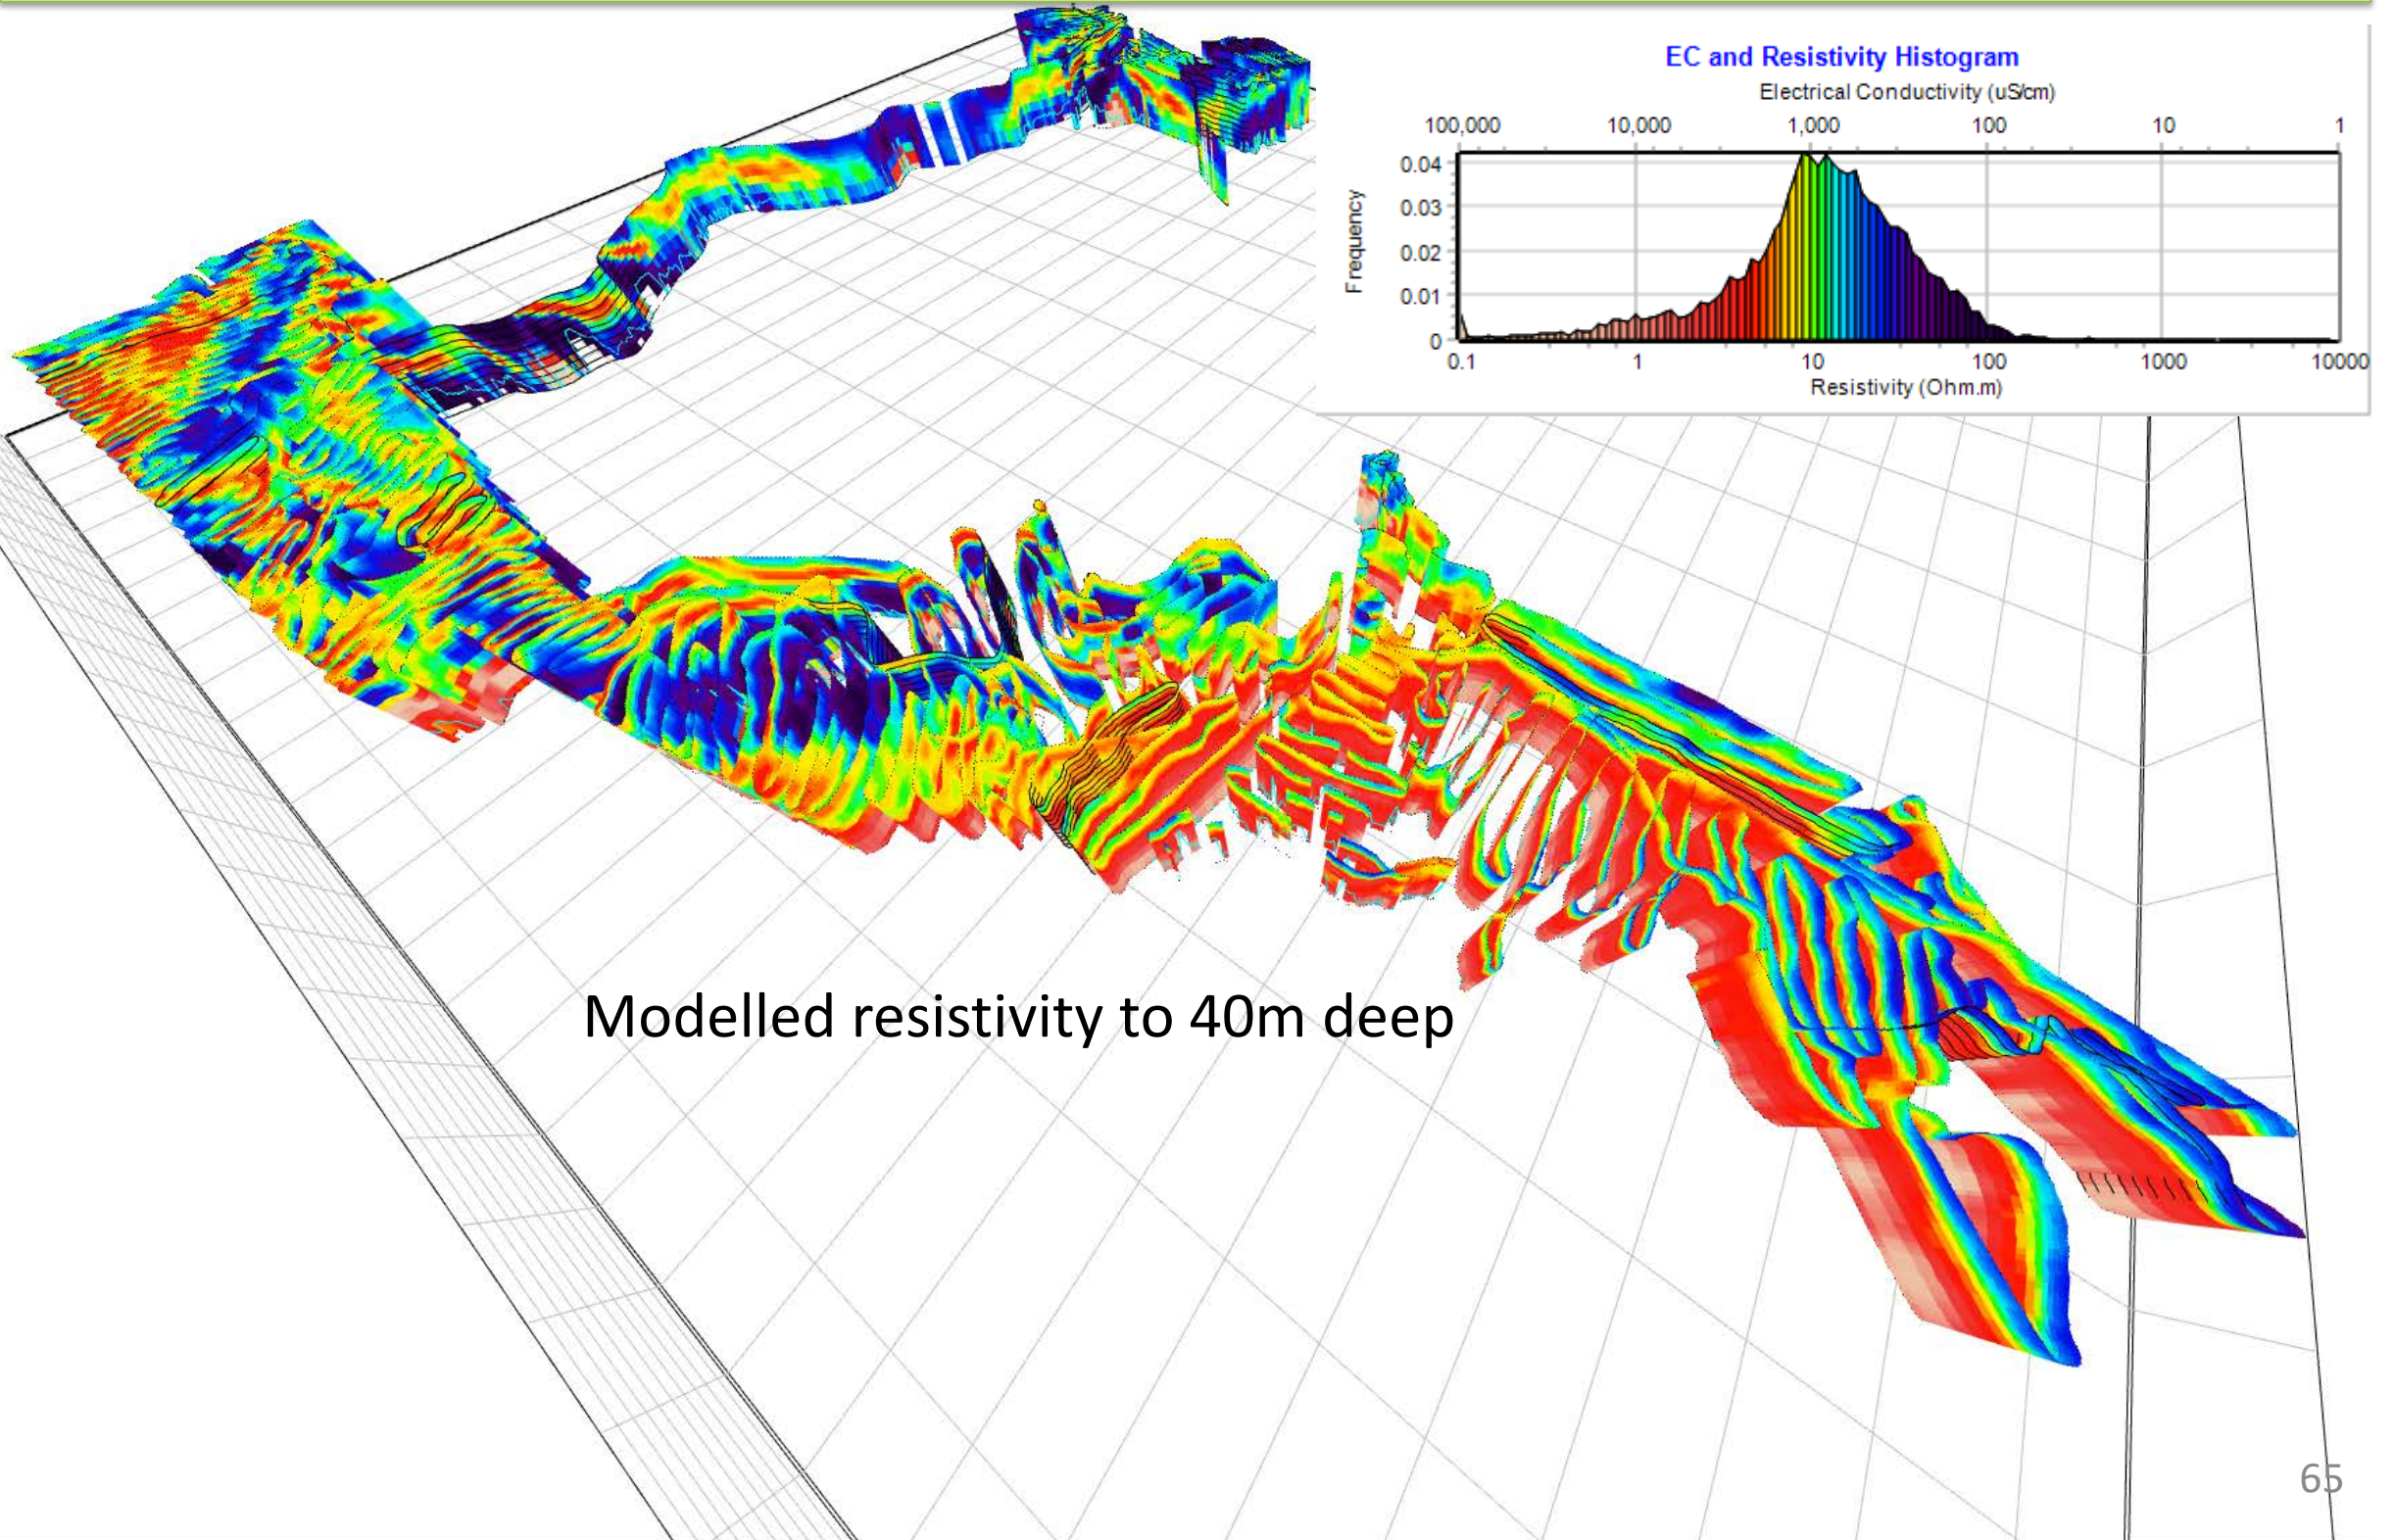 EC and Resistivity Histogram
Electrical Conductivity (uS/cm)
100,000 10,000 1,000 100 10 1
Frequency
0.04
0.03
0.02
0.01
0
0.1 1 10 100 1000 10000
Resistivity (Ohm.m)
Modelled resistivity to 40m deep
65